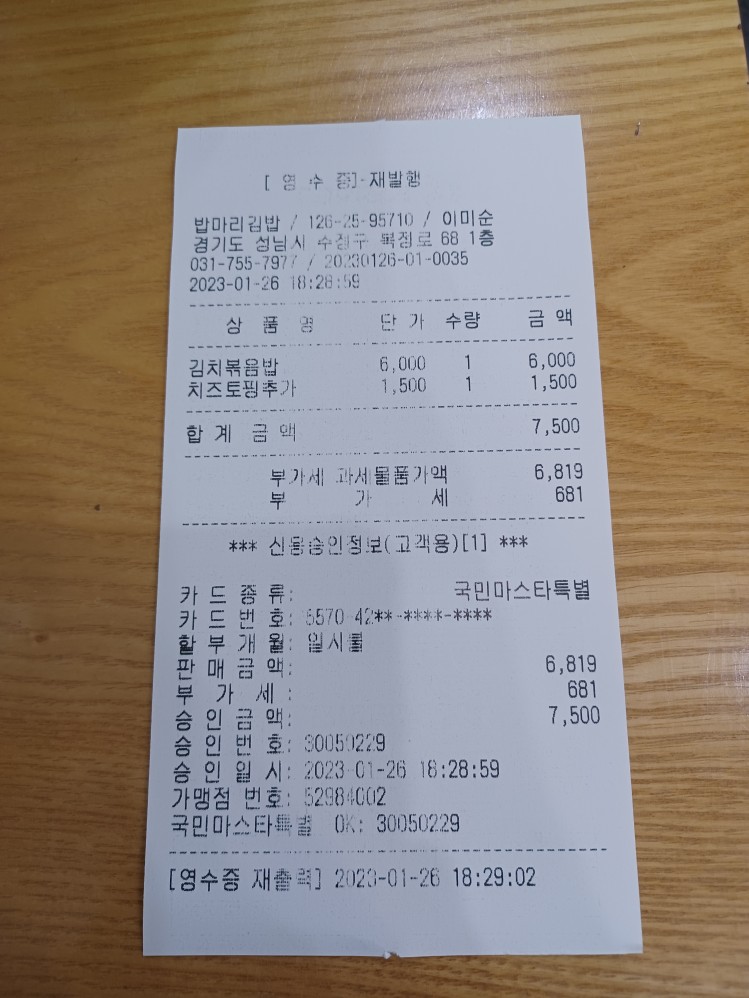 [ 영 수 증]-재발행
밥마리김밥 / 126-25-95710 / 이미순
경기도 성남시 수정구 복정로 68 1층
031-755-7977 / 20230126-01-0035
2023-01-26 18:28:59
상 품 명 단 가 수량 금 액
김치볶음밥 6,000 1 6,000
치즈토핑추가 1,500 1 1,500
합 계 금 액 7,500
부가세 과세물품가액 6,819
부 가 세 681
*** 신용승인정보(고객용)[1] ***
카 드 종 류: 국민마스타특별
카 드 번 호: 5570-42**-****-****
할 부 개 월: 일시불
판 매 금 액: 6,819
부 가 세 : 681
승 인 금 액: 7,500
승 인 번 호: 30050229
승 인 일 시: 2023-01-26 18:28:59
가맹점 번호: 52984002
국민마스타특별 OK: 30050229
[영수증 재출력] 2023-01-26 18:29:02